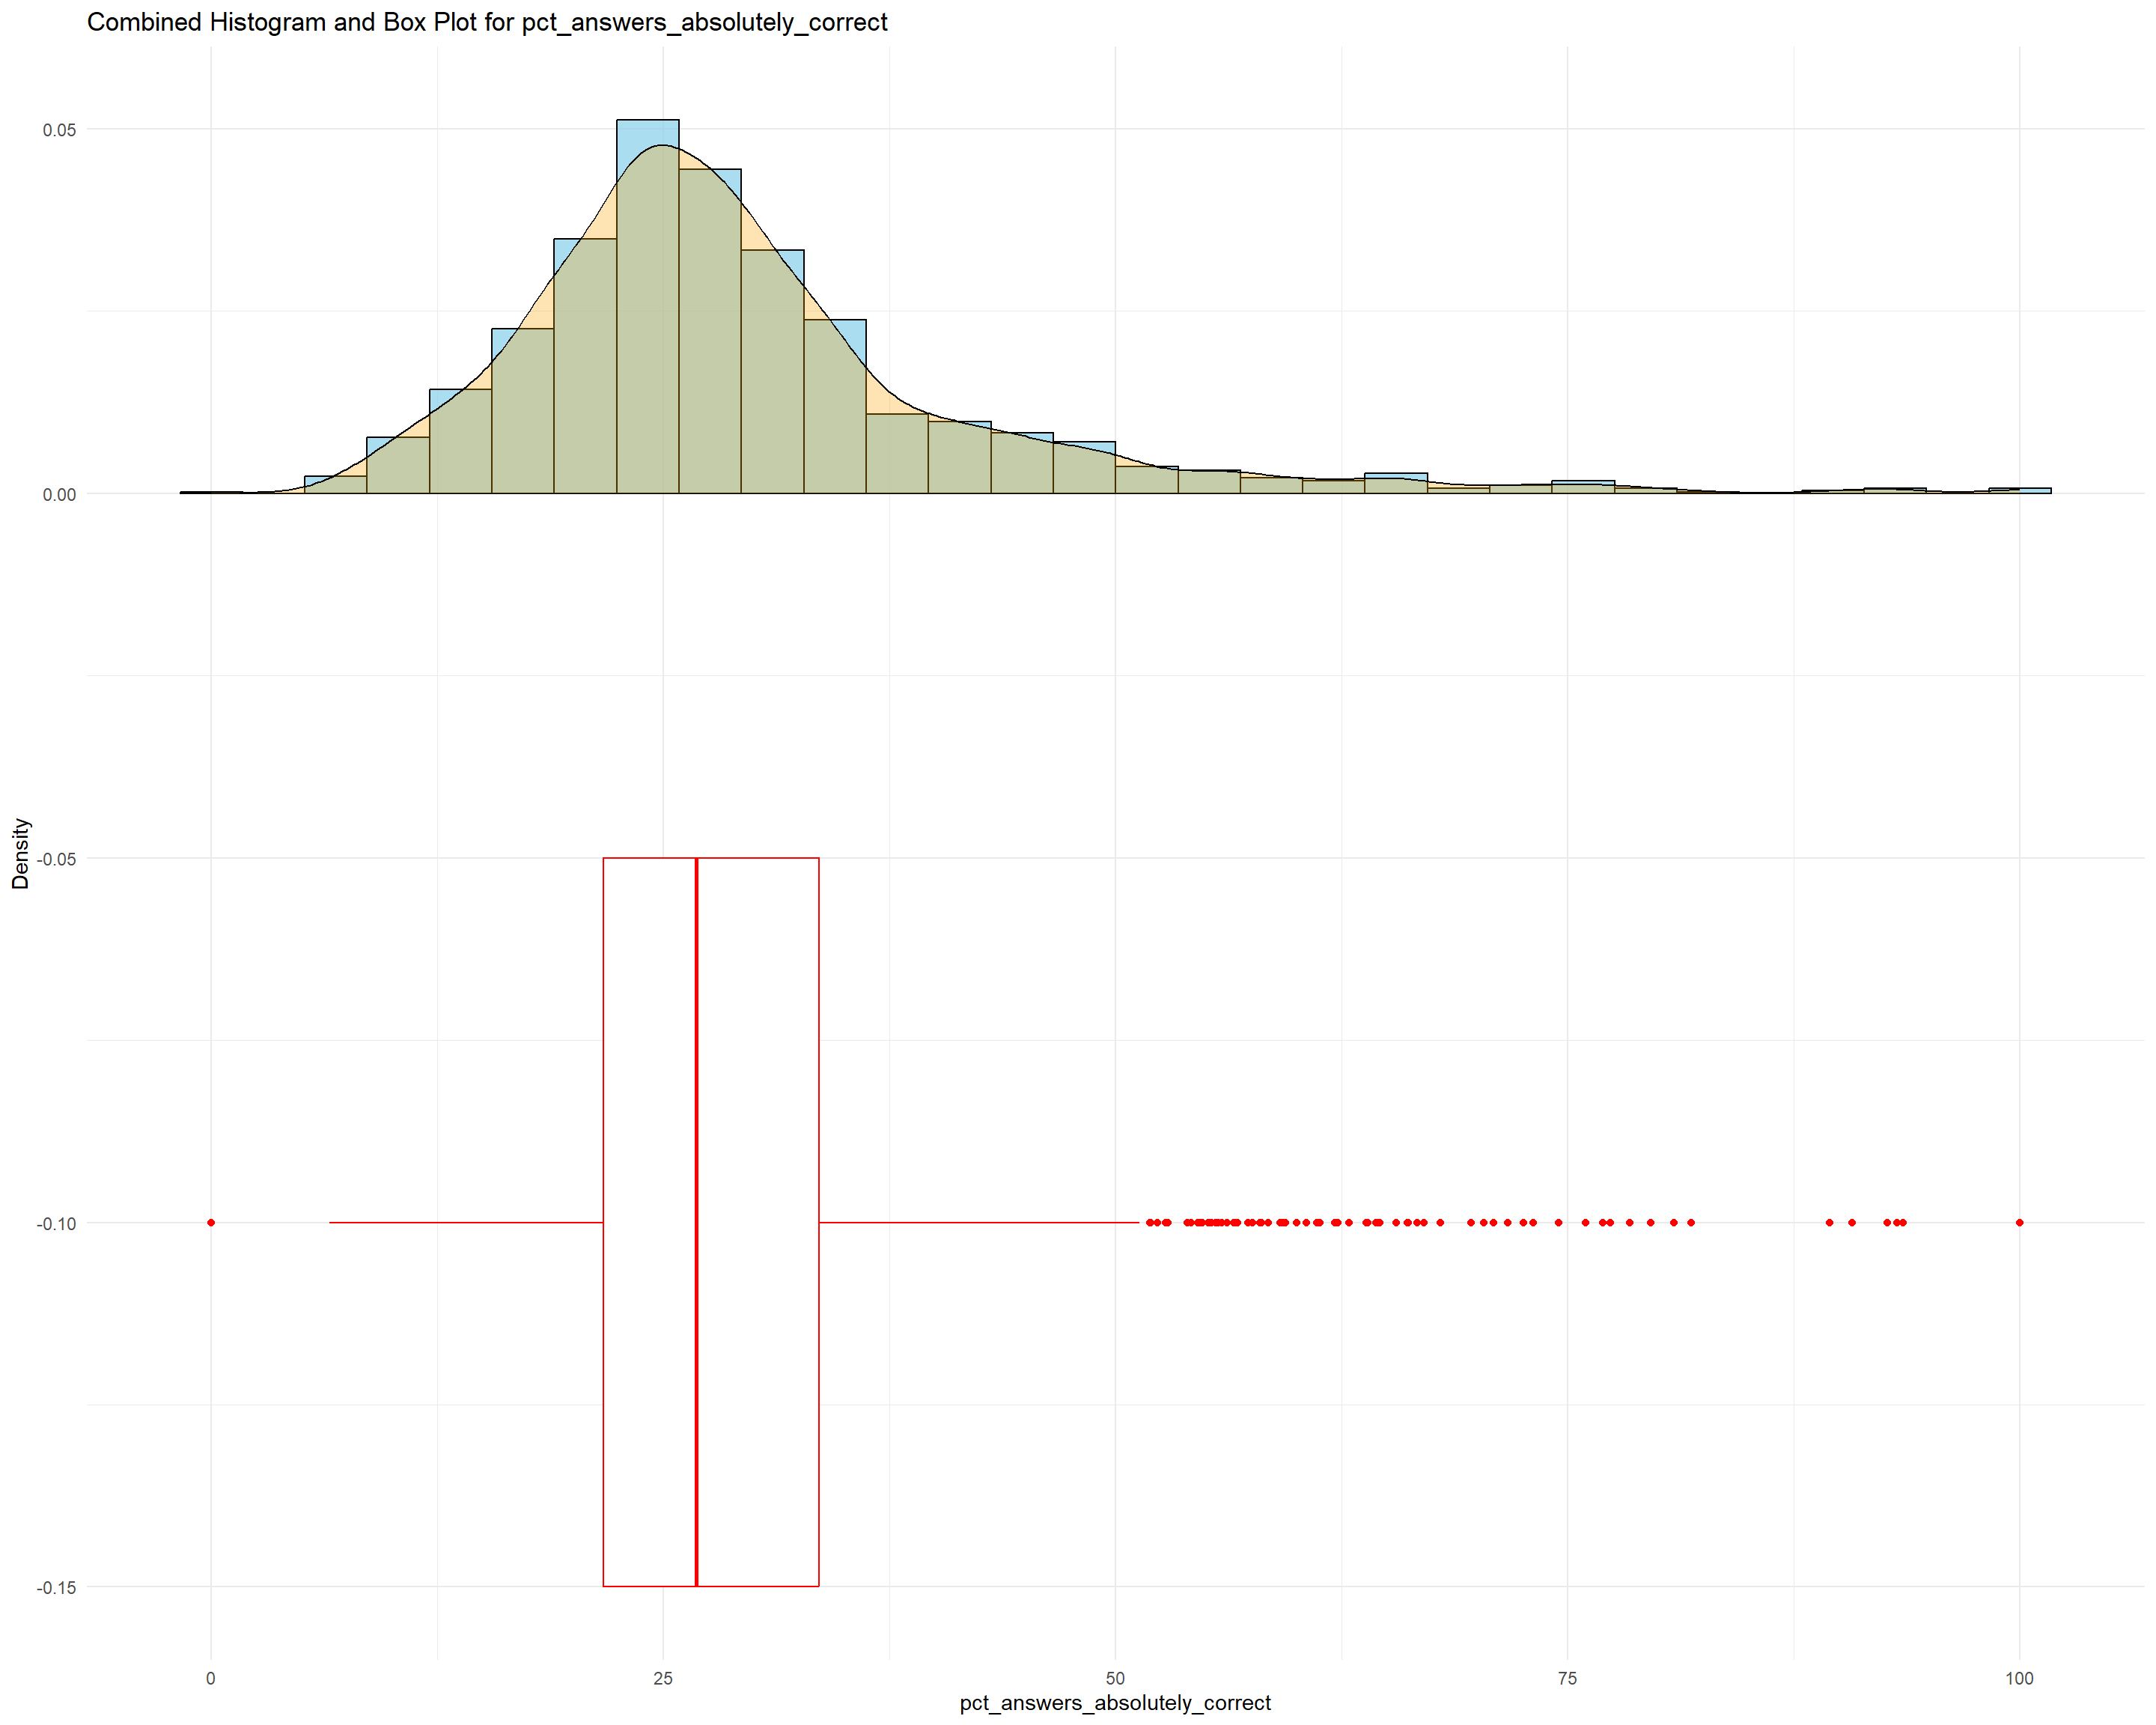 Combined Histogram and Box Plot for pct_answers_absolutely_correct
0.05
0.00
-0.05
-0.10
-0.15
Density
0 25 50 75 100
pct_answers_absolutely_correct